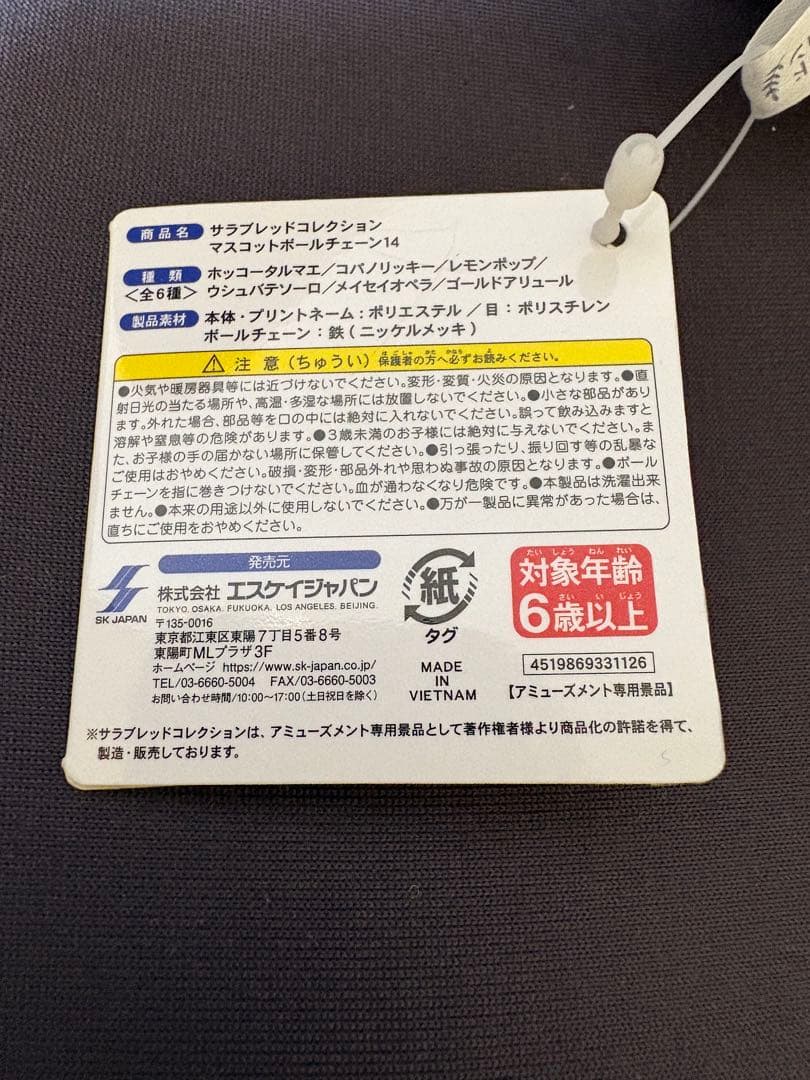 商品名 サラブレッドコレクション
マスコットボールチェーン14
種類 ホッコータルマエ/コパノリッキー/レモンポップ/
<全6種> ウシュバテソーロ/メイセイオペラ/ゴールドアリュール
製品素材 本体・プリントネーム:ポリエステル / 目:ポリスチレン
ボールチェーン:鉄(ニッケルメッキ)
⚠ 注意(ちゅうい) 保護者の方へ必ずお読みください。
●火気や暖房器具等には近づけないでください。変形・変質・火災の原因となります。●直
射日光の当たる場所や、高温・多湿な場所には放置しないでください。●小さな部品があり
ます。外れた場合、部品等を口の中には絶対に入れないでください。誤って飲み込みますと
溶解や窒息等の危険があります。●3歳未満のお子様には絶対に与えないでください。ま
た、お子様の手の届かない場所に保管してください。●引っ張ったり、振り回す等の乱暴な
ご使用はおやめください。破損・変形・部品外れや思わぬ事故の原因となります。●ボール
チェーンを指に巻きつけないでください。血が通わなくなり危険です。●本製品は洗濯出来
ません。●本来の用途以外に使用しないでください。●万が一製品に異常があった場合は、
直ちにご使用をおやめください。
発売元
SK JAPAN
株式会社 エスケイジャパン
TOKYO. OSAKA. FUKUOKA. LOS ANGELES. BEIJING.
〒135-0016
東京都江東区東陽7丁目5番8号
東陽町MLプラザ3F
ホームページ https://www.sk-japan.co.jp/
TEL/03-6660-5004 FAX/03-6660-5003
お問い合わせ時間/10:00~17:00(土日祝日を除く)
紙
タグ
MADE
IN
VIETNAM
たいしょうねんれい
対象年齢
さいいじょう
6歳以上
4519869331126
【アミューズメント専用景品】
※サラブレッドコレクションは、アミューズメント専用景品として著作権者様より商品化の許諾を得て、
製造・販売しております。